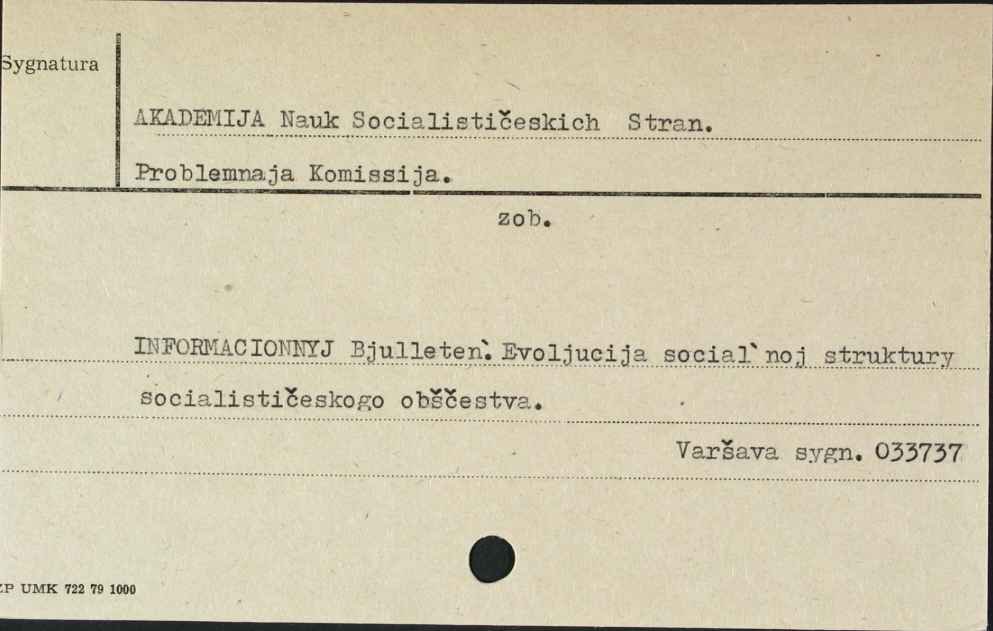 Sygnatura
AKADEMIJA Nauk Socialističeskich Stran.
Problemnaja Komissija.
zob.
INFORMACIONNYJ Bjulleten`. Evoljucija social`noj struktury
socialističeskogo obščestva.
Varšava sygn. 033737
ZP UMK 722 79 1000